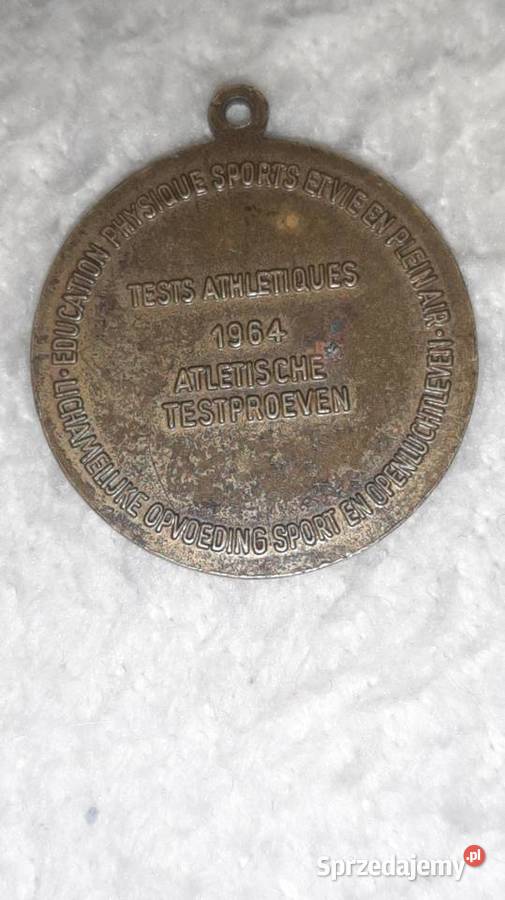 EDUCATION PHYSIQUE SPORTS ET VIE EN PLEIN AIR ·
TESTS ATHLETIQUES
1964
ATLETISCHE
TESTPROEVEN
LICHAMELIJKE OPVOEDING SPORT EN OPENLUCHTLEVEN ·
Sprzedajemy.pl